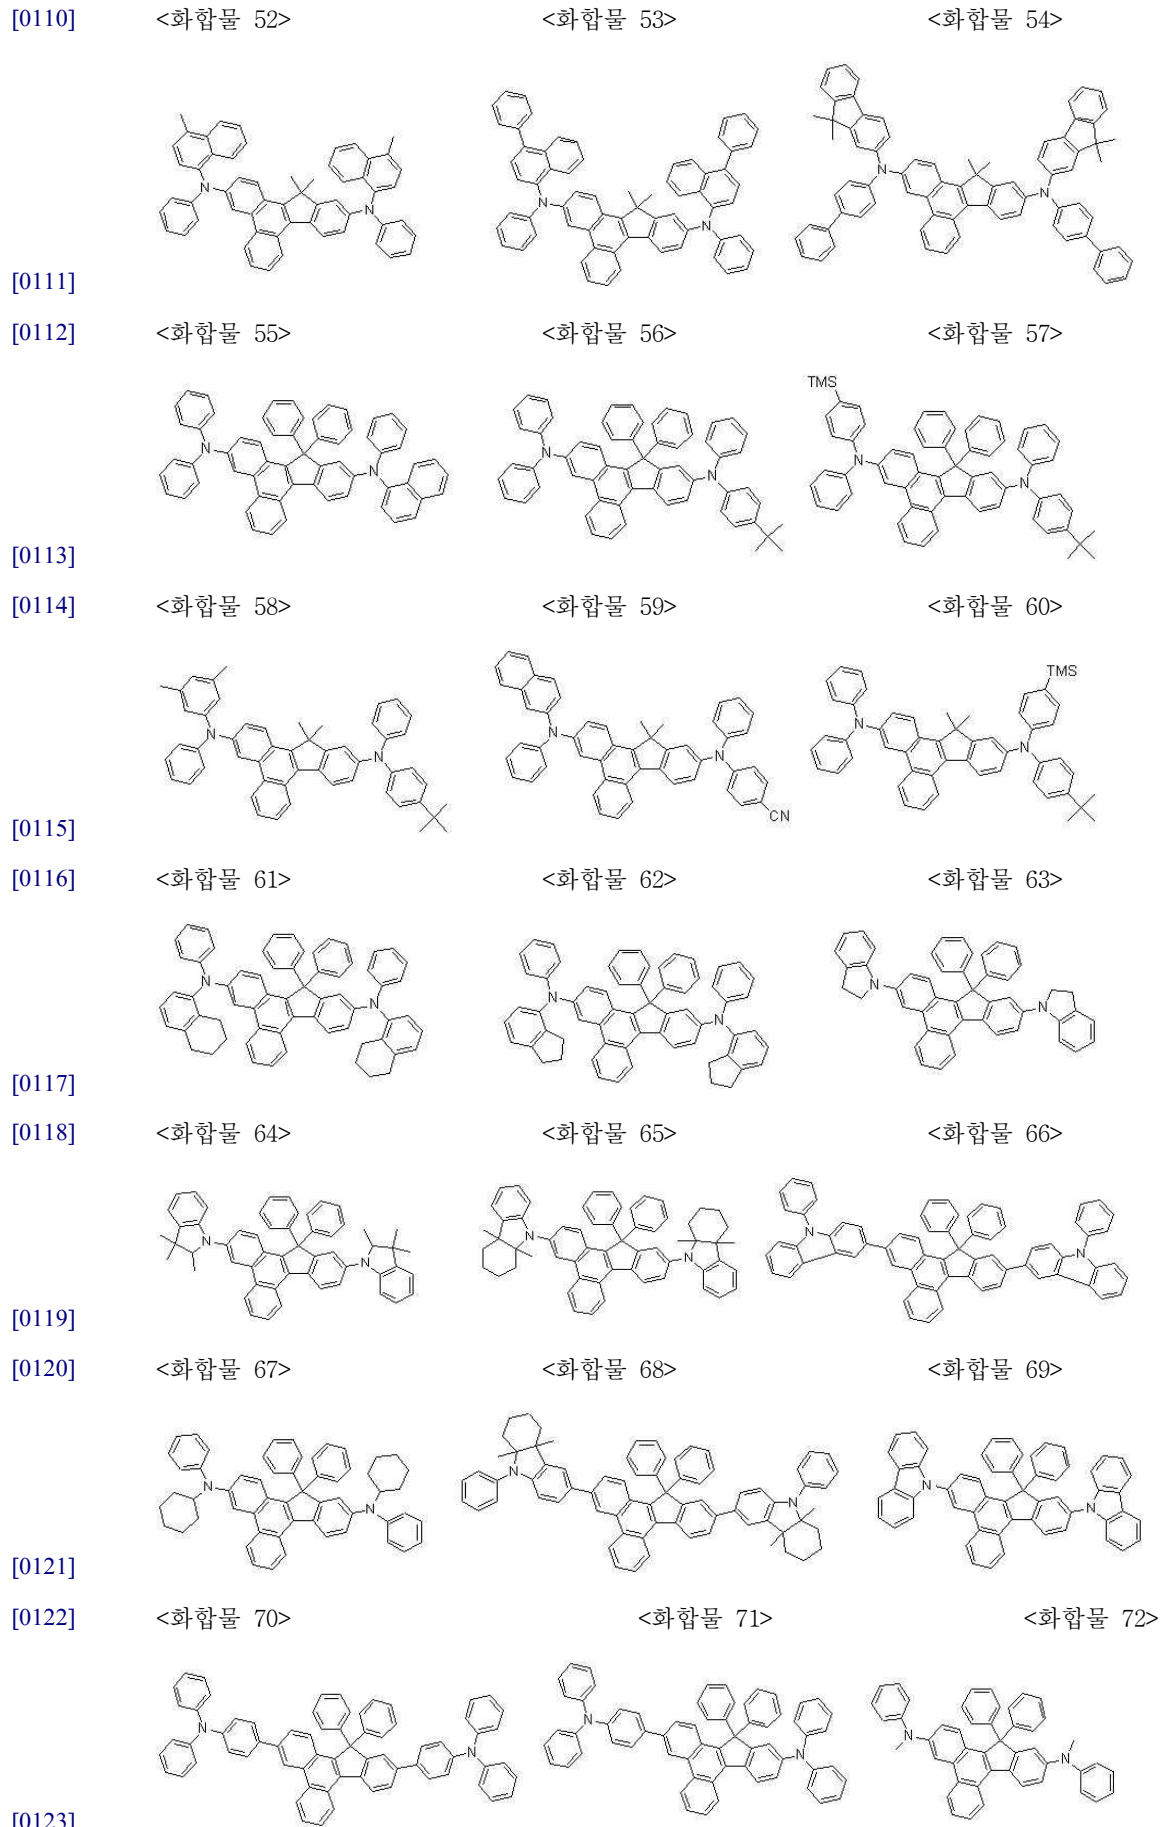 [0110] <화합물 52> <화합물 53> <화합물 54>
N N N N N N
[0111]
[0112] <화합물 55> <화합물 56> <화합물 57>
TMS
N N N N N N
[0113]
[0114] <화합물 58> <화합물 59> <화합물 60>
TMS
N N N N N N
CN
[0115]
[0116] <화합물 61> <화합물 62> <화합물 63>
N N N N N N
[0117]
[0118] <화합물 64> <화합물 65> <화합물 66>
N N N N N N
[0119]
[0120] <화합물 67> <화합물 68> <화합물 69>
N N N N N N
[0121]
[0122] <화합물 70> <화합물 71> <화합물 72>
N N N N N N
[0123]